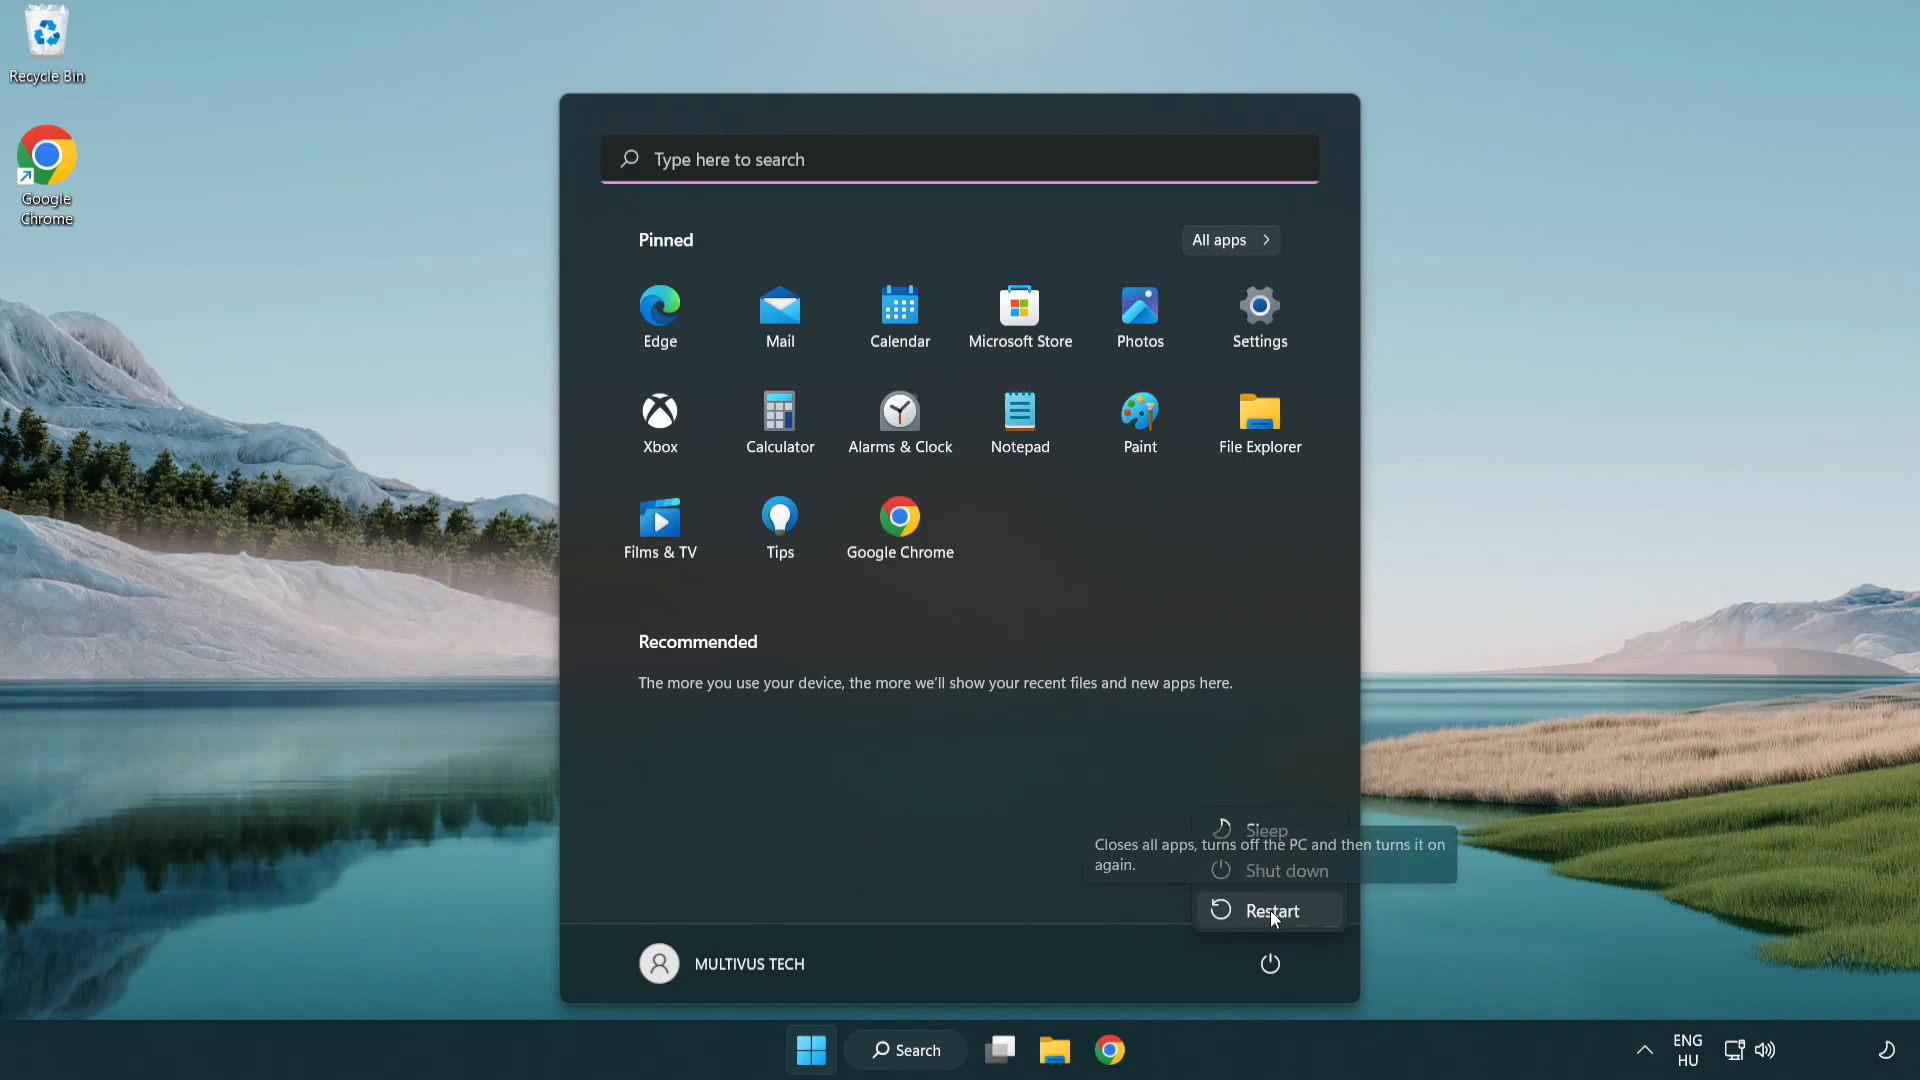 Recycle Bin
Google
Chrome
Type here to search
Pinned
All apps
Edge
Mail
Calendar
Microsoft Store
Photos
Settings
Xbox
Calculator
Alarms & Clock
Notepad
Paint
File Explorer
Films & TV
Tips
Google Chrome
Recommended
The more you use your device, the more we'll show your recent files and new apps here.
Sleep
Closes all apps, turns off the PC and then turns it on
again.
Shut down
Restart
MULTIVUS TECH
Search
ENG
HU